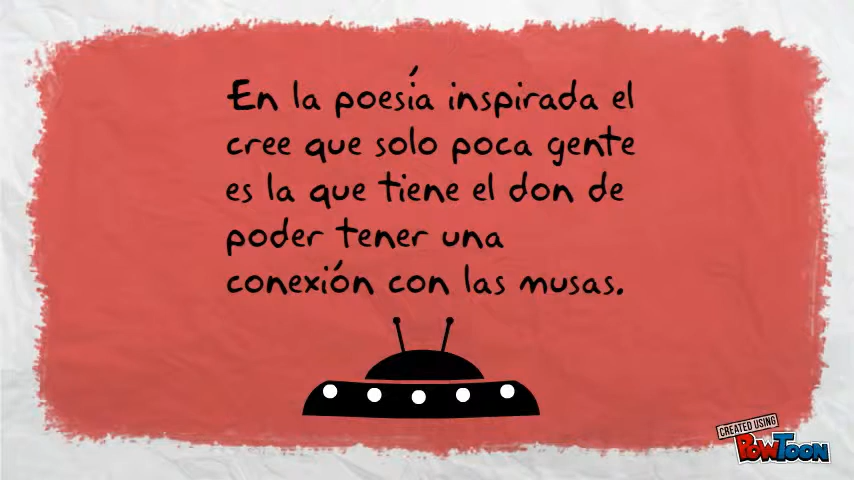 En la poesía inspirada el
cree que solo poca gente
es la que tiene el don de
poder tener una
conexión con las musas.
CREATED USING
POWTOON